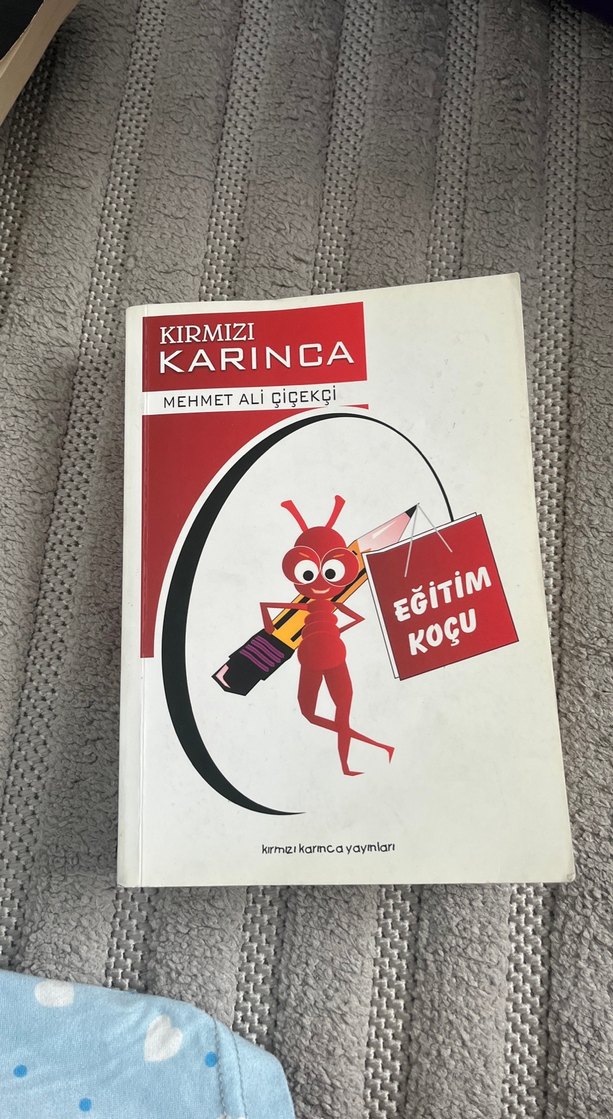 KIRMIZI
KARINCA
MEHMET ALİ ÇİÇEKÇİ
EĞİTİM
KOÇU
kırmızı karınca yayınları